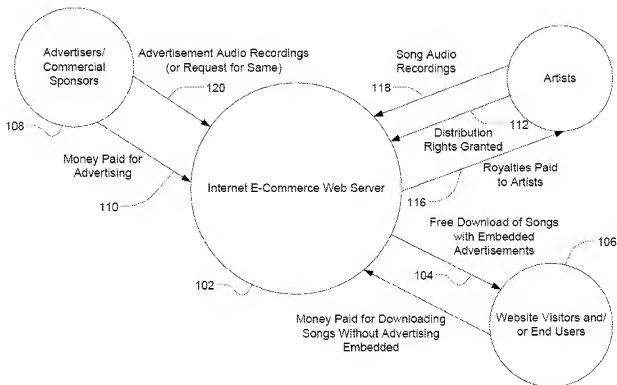 Advertisers/
Commercial
Sponsors
108
Advertisement Audio Recordings
(or Request for Same)
120
Money Paid for
Advertising
110
Song Audio
Recordings
118
Artists
112
Distribution
Rights Granted
Royalties Paid
to Artists
116
Internet E-Commerce Web Server
102
Free Download of Songs
with Embedded
Advertisements
104
106
Website Visitors and/
or End Users
Money Paid for Downloading
Songs Without Advertising
Embedded